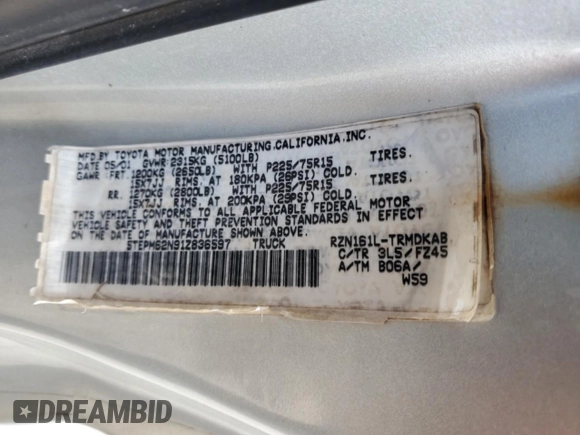 MFD.BY TOYOTA MOTOR MANUFACTURING,CALIFORNIA,INC.
DATE 05/01 GVWR 2315KG (5100LB)
GAWR FRT. 1200KG (2650LB) WITH P225/75R15 TIRES.
15X7JJ RIMS, AT 180KPA (26PSI) COLD.
RR. 1270KG (2800LB) WITH P225/75R15 TIRES.
15X7JJ RIMS, AT 200KPA (29PSI) COLD.
THIS VEHICLE CONFORMS TO ALL APPLICABLE FEDERAL MOTOR
VEHICLE SAFETY AND THEFT PREVENTION STANDARDS IN EFFECT
ON THE DATE OF MANUFACTURE SHOWN ABOVE.
5TEPM62N91Z836597 TRUCK RZN161L-TRMDKAB
C/TR 3L5/FZ45
A/TM B06A/
W59
DREAMBID